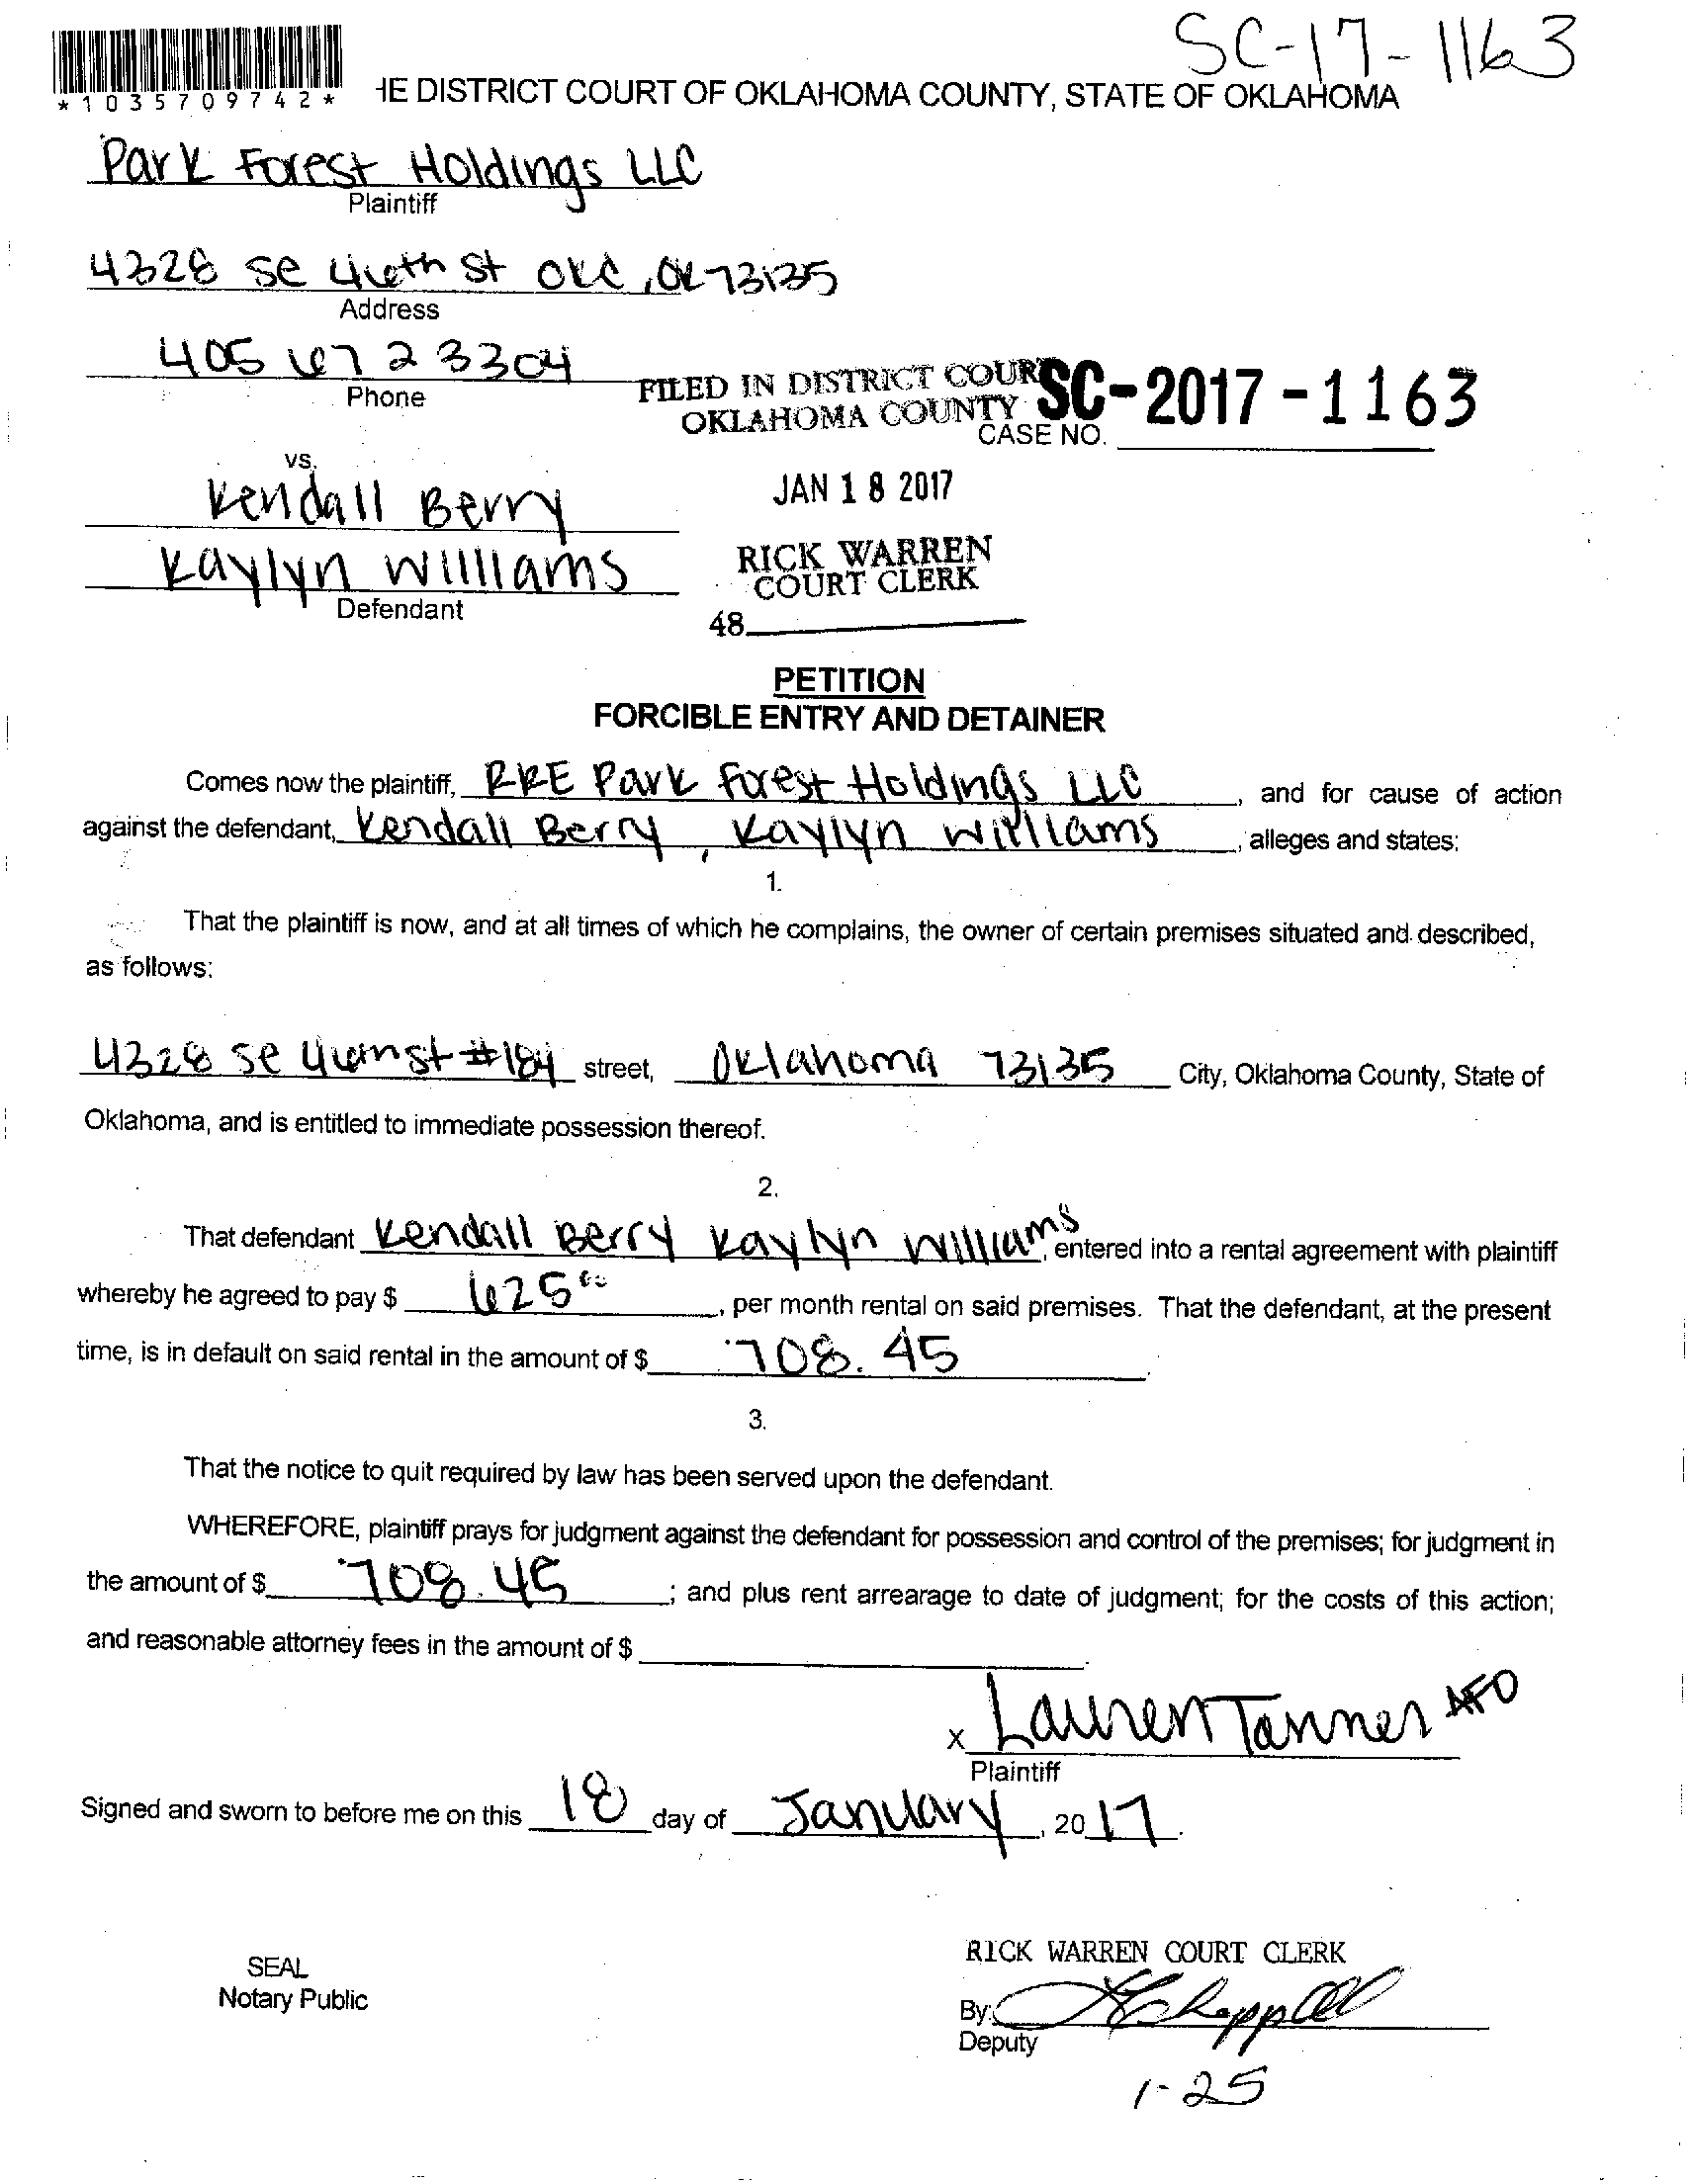 SC-17-1163
*1035709742*
HE DISTRICT COURT OF OKLAHOMA COUNTY, STATE OF OKLAHOMA
Park Forest Holdings LLC
Plaintiff
4328 SE 46th St OKC, OK 73135
Address
405 672 3304
Phone
FILED IN DISTRICT COURT
OKLAHOMA COUNTY
SC-2017-1163
CASE NO.
vs.
Kendall Berry
JAN 18 2017
Kaylyn Williams
RICK WARREN
COURT CLERK
Defendant
48
PETITION
FORCIBLE ENTRY AND DETAINER
Comes now the plaintiff, RRE Park Forest Holdings LLC, and for cause of action
against the defendant, Kendall Berry, Kaylyn Williams, alleges and states:
1.
That the plaintiff is now, and at all times of which he complains, the owner of certain premises situated and described,
as follows:
4328 SE 46th St #184 street, Oklahoma 73135 City, Oklahoma County, State of
Oklahoma, and is entitled to immediate possession thereof.
2.
That defendant Kendall Berry Kaylyn Williams, entered into a rental agreement with plaintiff
whereby he agreed to pay $ 625 00, per month rental on said premises. That the defendant, at the present
time, is in default on said rental in the amount of $ 708.45.
3.
That the notice to quit required by law has been served upon the defendant.
WHEREFORE, plaintiff prays for judgment against the defendant for possession and control of the premises; for judgment in
the amount of $ 708.45; and plus rent arrearage to date of judgment; for the costs of this action;
and reasonable attorney fees in the amount of $
x Lauren Tanner AFO
Plaintiff
Signed and sworn to before me on this 18 day of January, 2017.
RICK WARREN COURT CLERK
SEAL
Notary Public
By:
Deputy
1-25